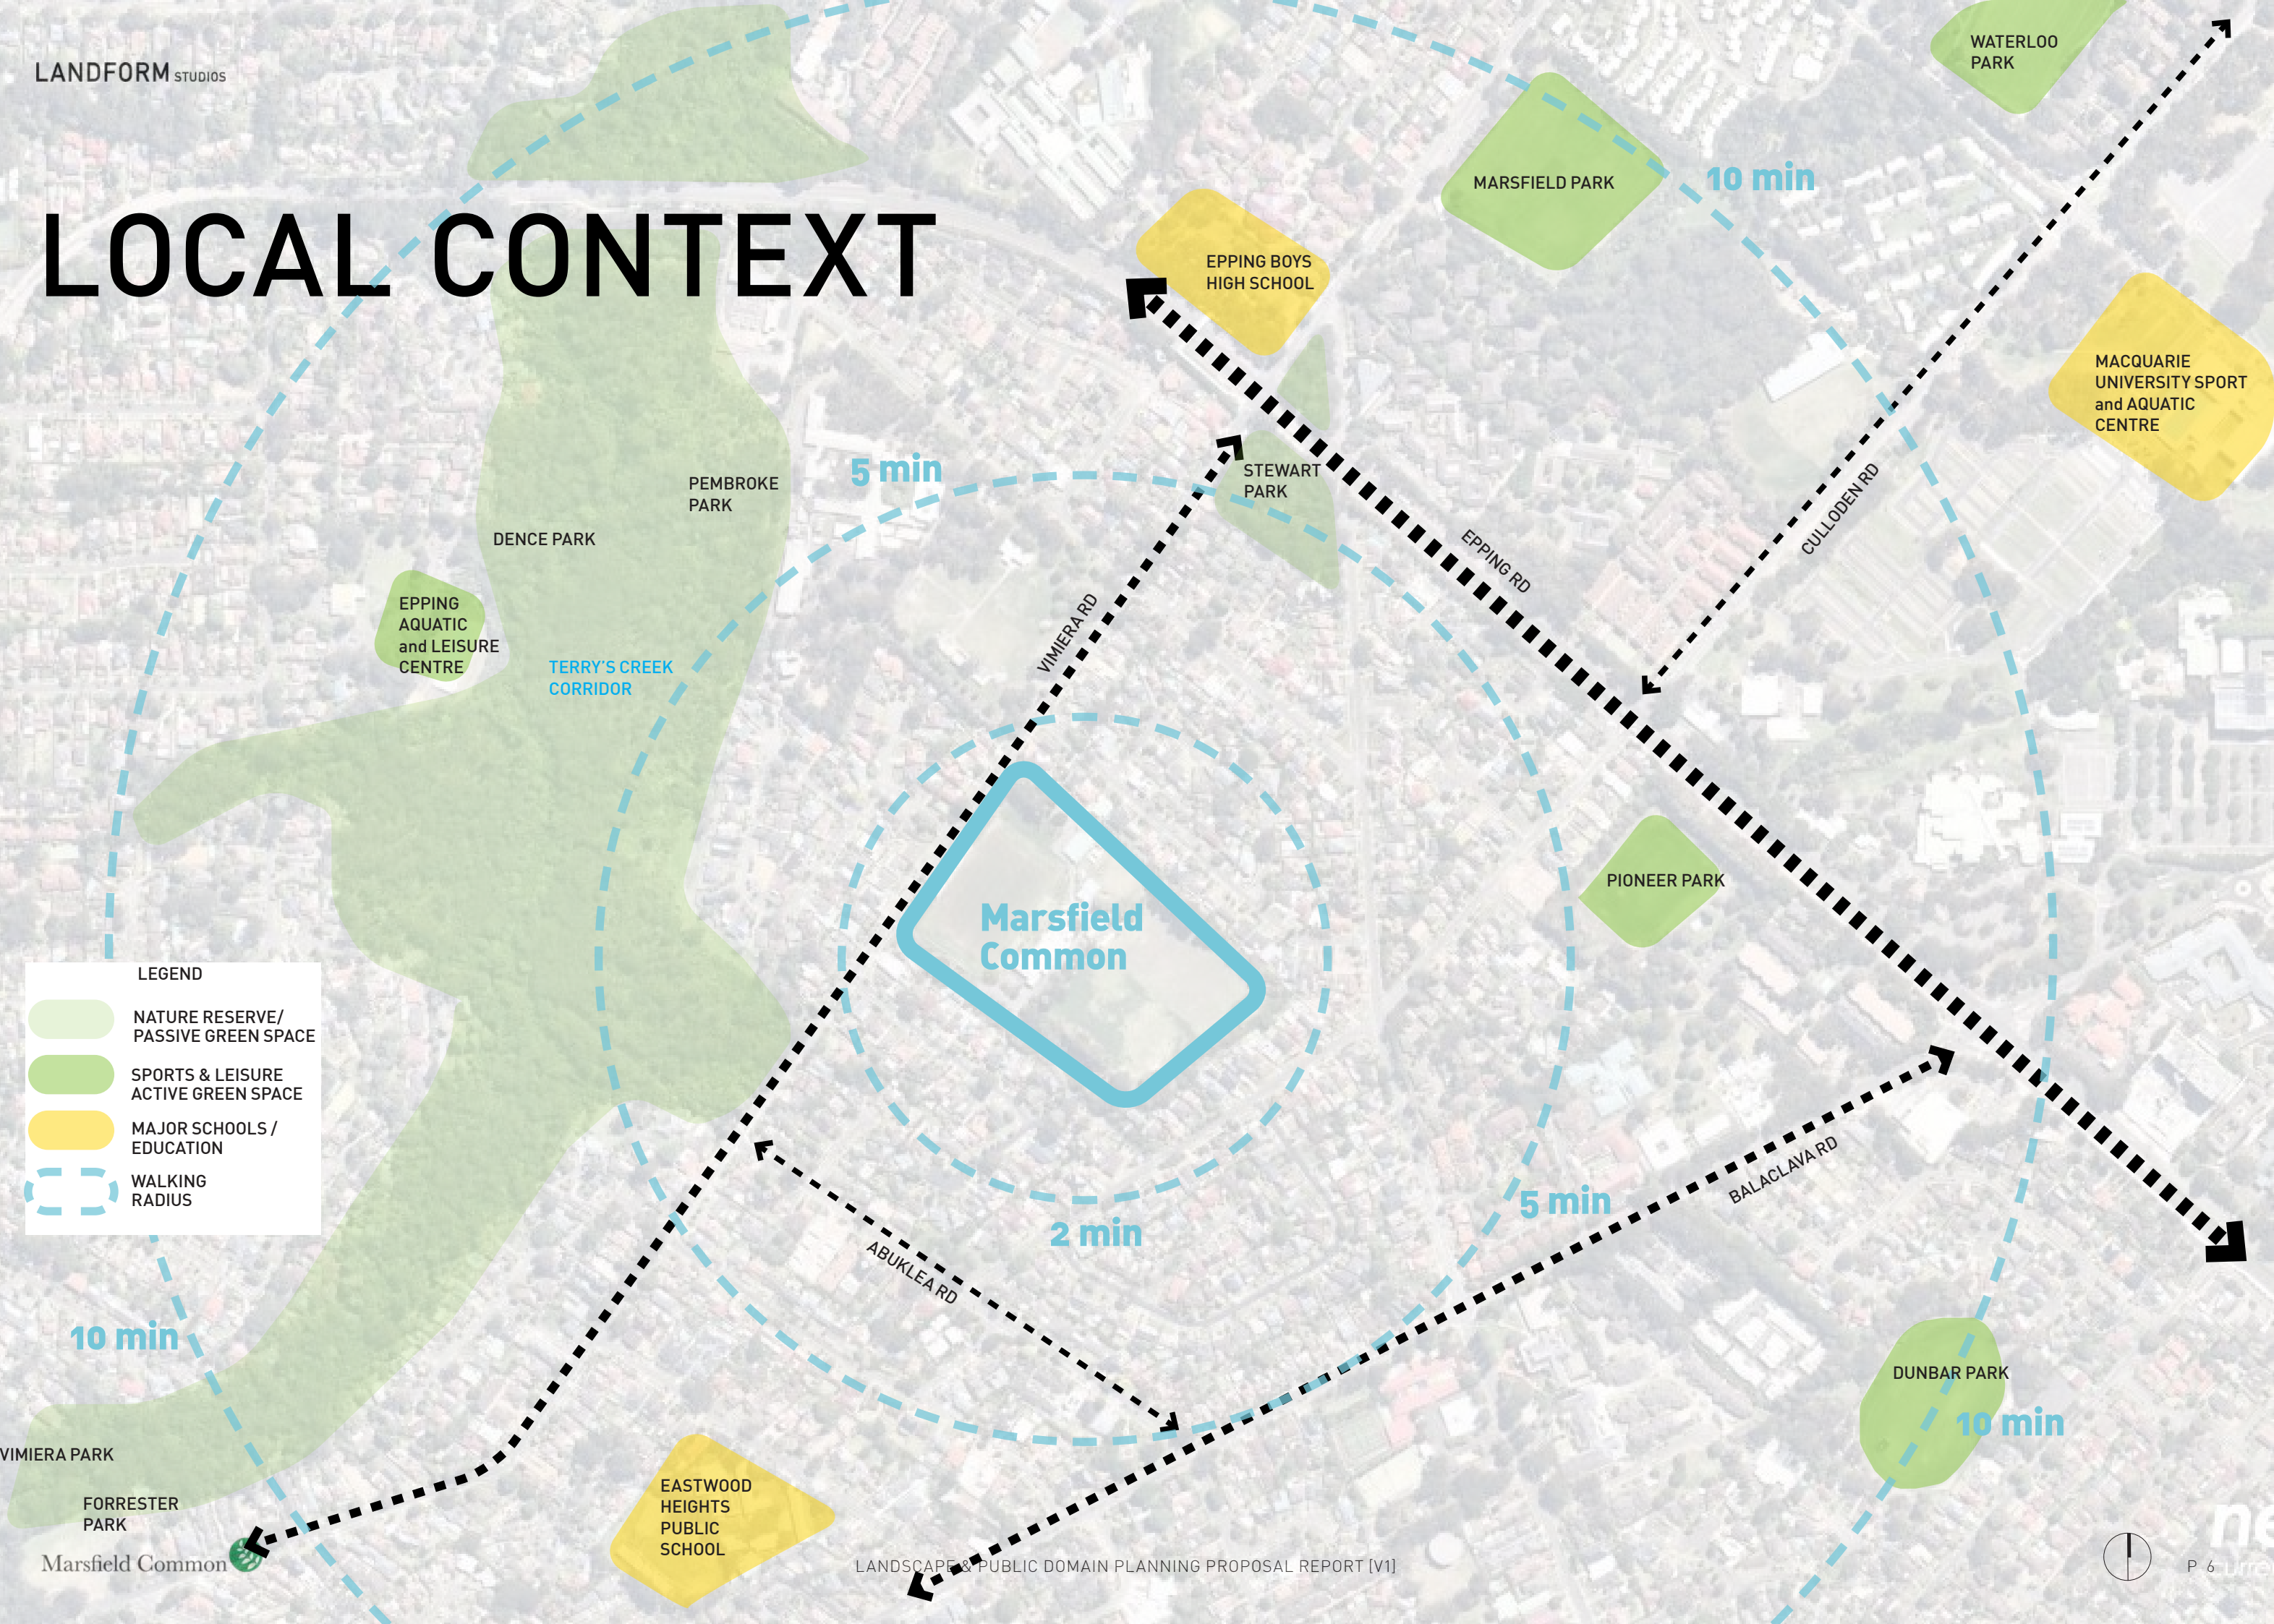 LANDFORM STUDIOS
LOCAL CONTEXT
WATERLOO
PARK
MARSFIELD PARK
10 min
EPPING BOYS
HIGH SCHOOL
MACQUARIE
UNIVERSITY SPORT
and AQUATIC
CENTRE
5 min
STEWART
PARK
PEMBROKE
PARK
DENCE PARK
CULLODEN RD
EPPING RD
EPPING
AQUATIC
and LEISURE
CENTRE
VIMIERA RD
TERRY'S CREEK
CORRIDOR
PIONEER PARK
Marsfield
Common
LEGEND
NATURE RESERVE/
PASSIVE GREEN SPACE
SPORTS & LEISURE
ACTIVE GREEN SPACE
MAJOR SCHOOLS /
EDUCATION
WALKING
RADIUS
BALACLAVA RD
5 min
2 min
ABUKLEA RD
10 min
DUNBAR PARK
10 min
VIMIERA PARK
FORRESTER
PARK
EASTWOOD
HEIGHTS
PUBLIC
SCHOOL
Marsfield Common
LANDSCAPE & PUBLIC DOMAIN PLANNING PROPOSAL REPORT [V1]
P 6